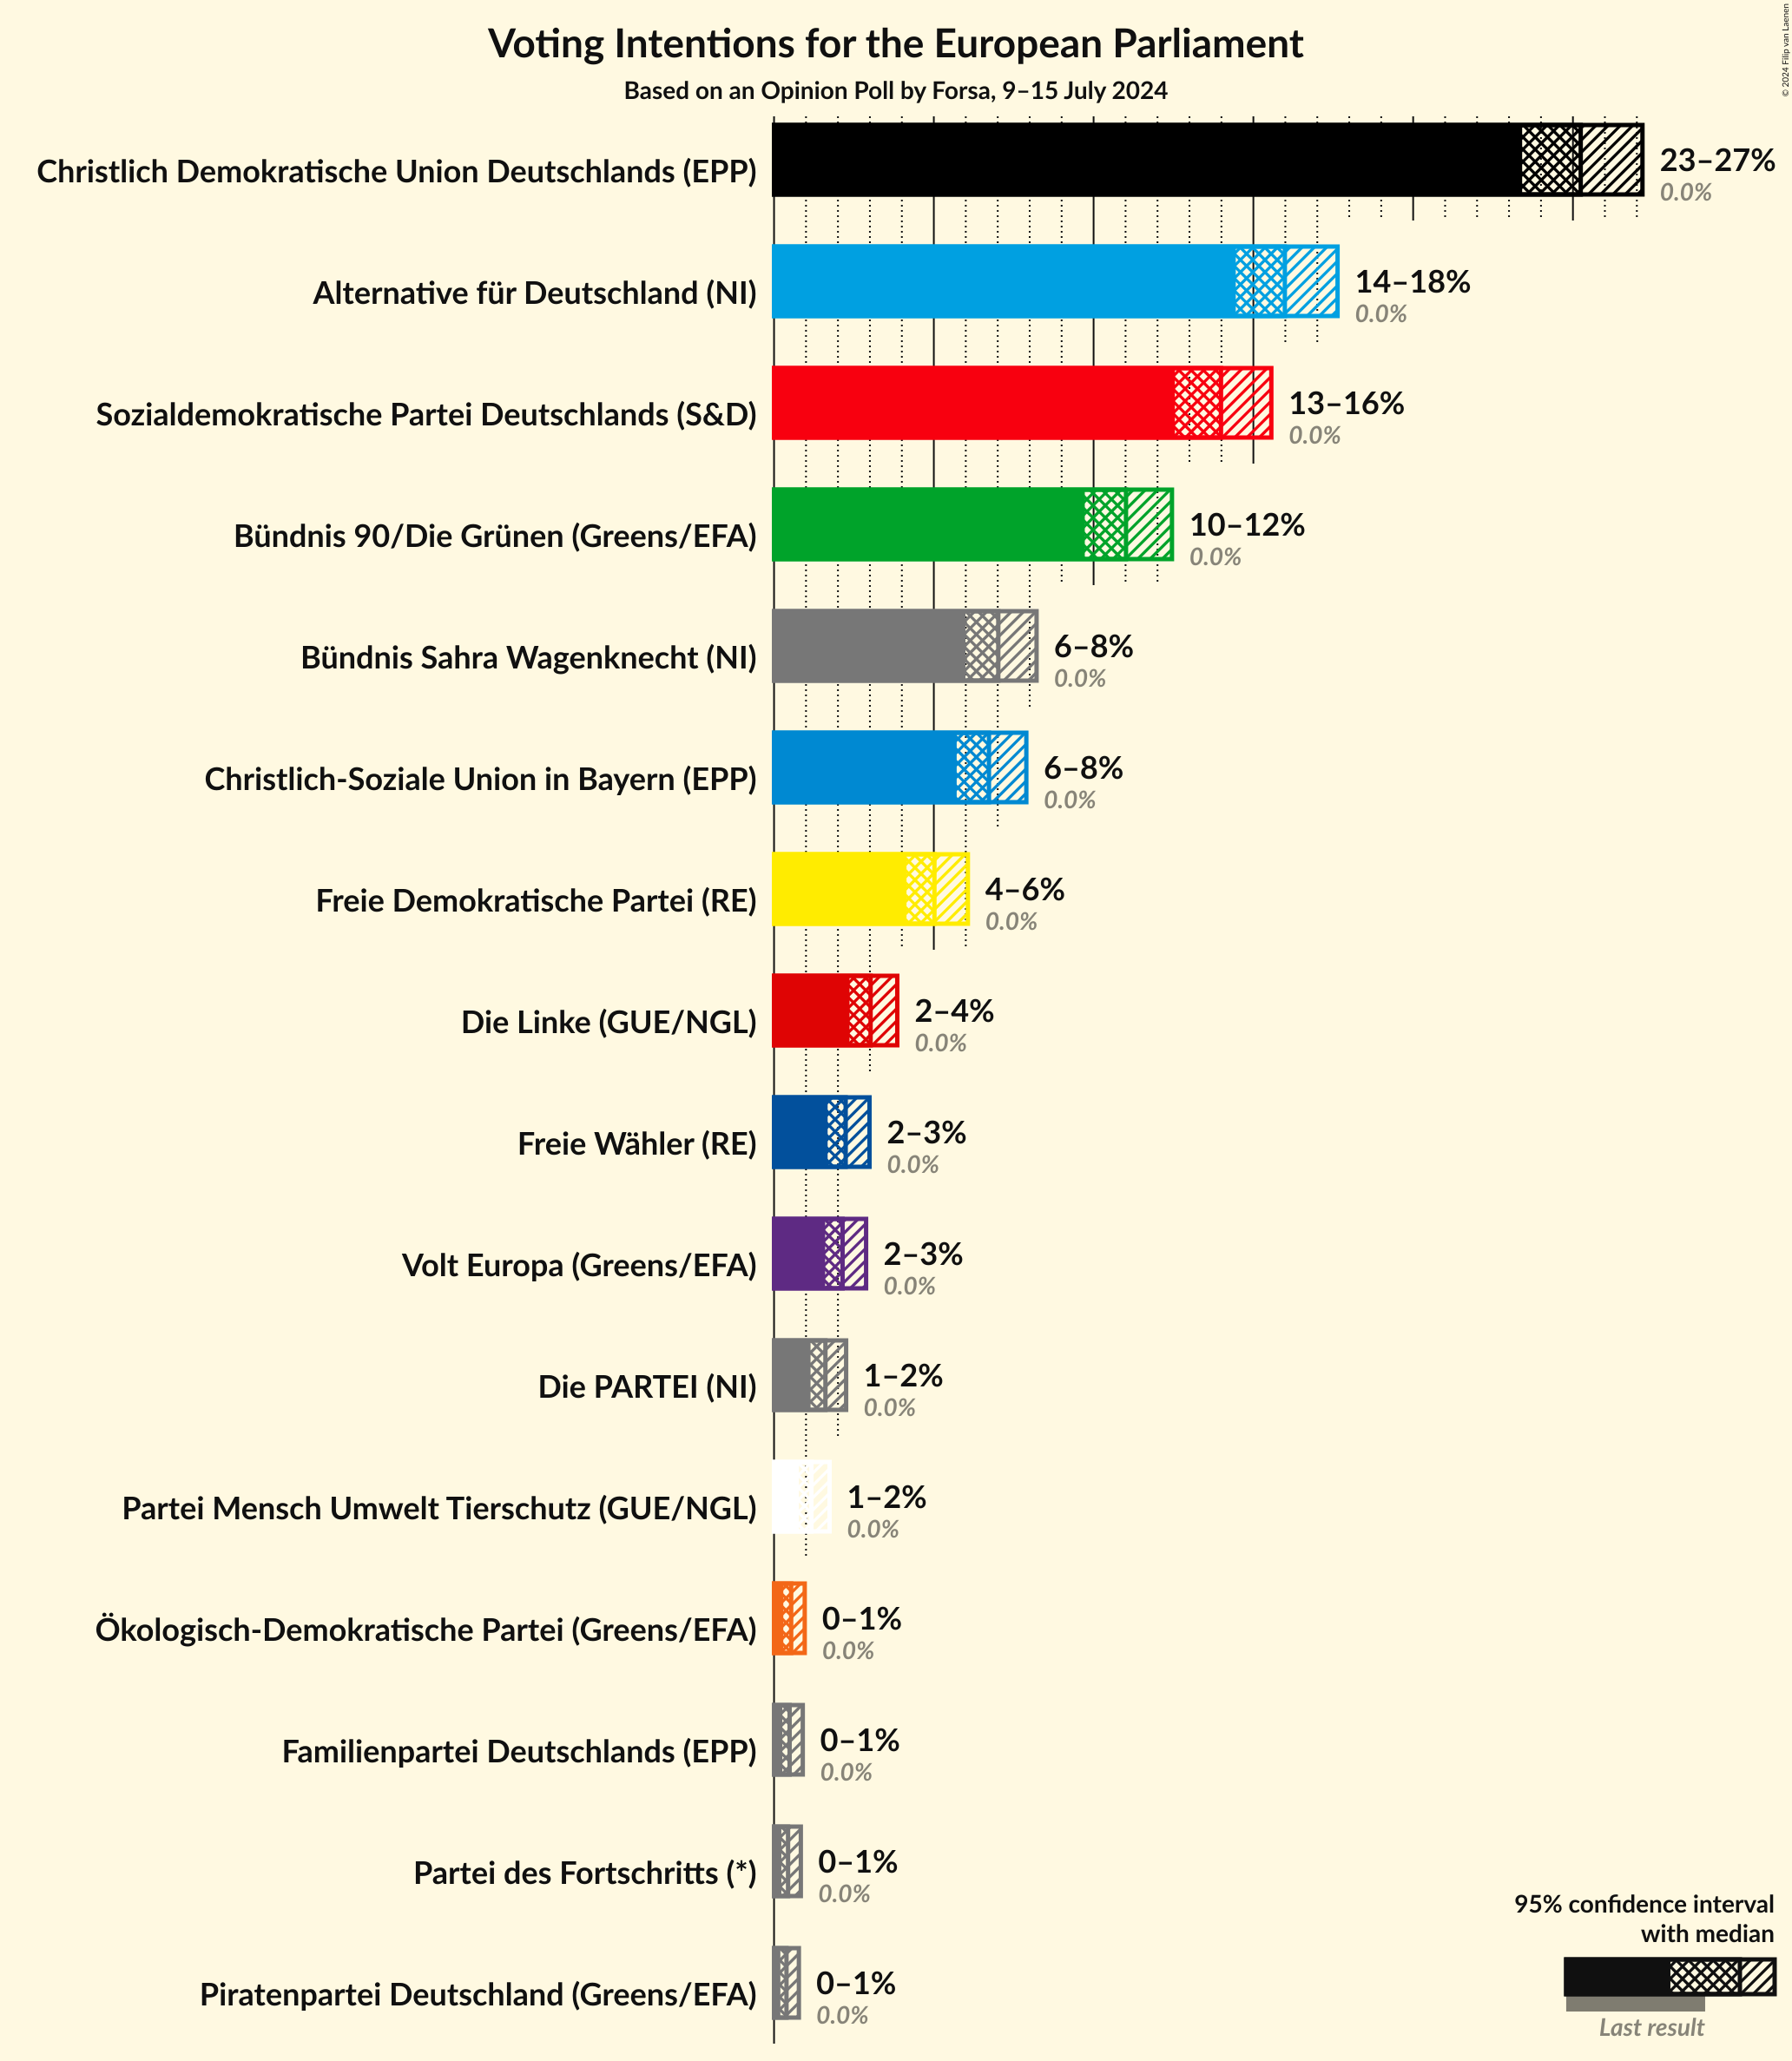 Voting Intentions for the European Parliament
Based on an Opinion Poll by Forsa, 9–15 July 2024
© 2024 Filip van Laenen
Christlich Demokratische Union Deutschlands (EPP)
23–27%
0.0%
Alternative für Deutschland (NI)
14–18%
0.0%
Sozialdemokratische Partei Deutschlands (S&D)
13–16%
0.0%
Bündnis 90/Die Grünen (Greens/EFA)
10–12%
0.0%
Bündnis Sahra Wagenknecht (NI)
6–8%
0.0%
Christlich-Soziale Union in Bayern (EPP)
6–8%
0.0%
Freie Demokratische Partei (RE)
4–6%
0.0%
Die Linke (GUE/NGL)
2–4%
0.0%
Freie Wähler (RE)
2–3%
0.0%
Volt Europa (Greens/EFA)
2–3%
0.0%
Die PARTEI (NI)
1–2%
0.0%
Partei Mensch Umwelt Tierschutz (GUE/NGL)
1–2%
0.0%
Ökologisch-Demokratische Partei (Greens/EFA)
0–1%
0.0%
Familienpartei Deutschlands (EPP)
0–1%
0.0%
Partei des Fortschritts (*)
0–1%
0.0%
Piratenpartei Deutschland (Greens/EFA)
0–1%
0.0%
95% confidence interval
with median
Last result